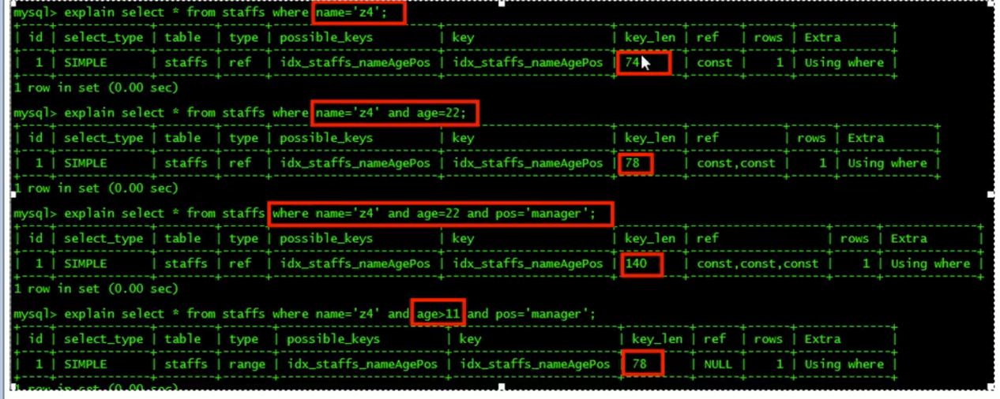 mysql> explain select * from staffs where name='z4';
| id | select_type | table | type | possible_keys | key | key_len | ref | rows | Extra |
| 1 | SIMPLE | staffs | ref | idx_staffs_nameAgePos | idx_staffs_nameAgePos | 74 | const | 1 | Using where |
1 row in set (0.00 sec)
mysql> explain select * from staffs where name='z4' and age=22;
| id | select_type | table | type | possible_keys | key | key_len | ref | rows | Extra |
| 1 | SIMPLE | staffs | ref | idx_staffs_nameAgePos | idx_staffs_nameAgePos | 78 | const,const | 1 | Using where |
1 row in set (0.00 sec)
mysql> explain select * from staffs where name='z4' and age=22 and pos='manager';
| id | select_type | table | type | possible_keys | key | key_len | ref | rows | Extra |
| 1 | SIMPLE | staffs | ref | idx_staffs_nameAgePos | idx_staffs_nameAgePos | 140 | const,const,const | 1 | Using where |
1 row in set (0.00 sec)
mysql> explain select * from staffs where name='z4' and age>11 and pos='manager';
| id | select_type | table | type | possible_keys | key | key_len | ref | rows | Extra |
| 1 | SIMPLE | staffs | range | idx_staffs_nameAgePos | idx_staffs_nameAgePos | 78 | NULL | 1 | Using where |
1 row in set (0.00 sec)